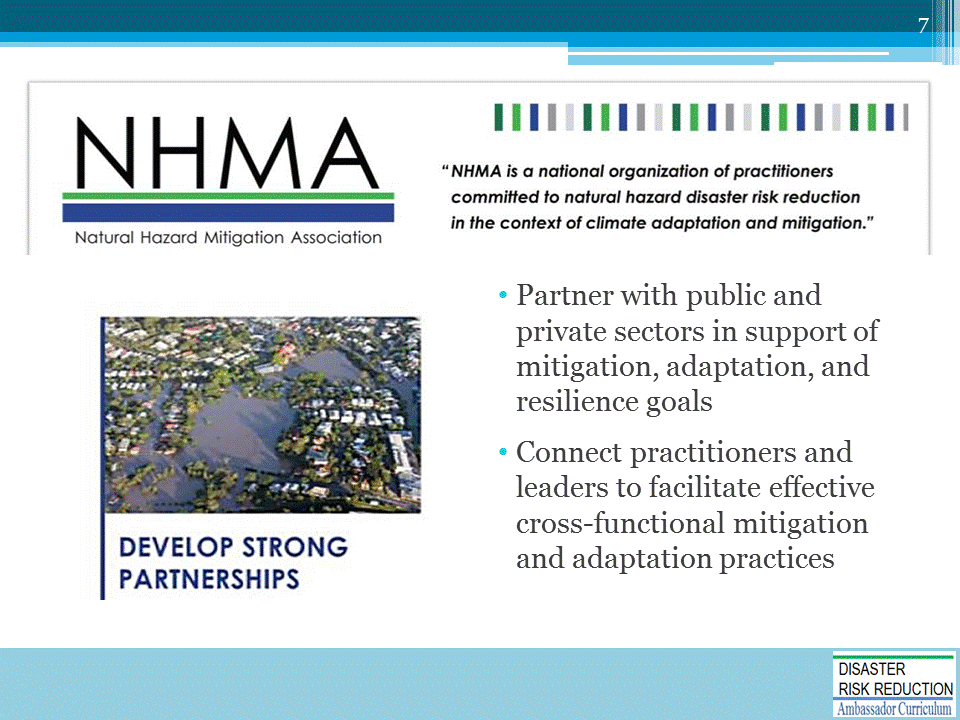 7
NHMA
Natural Hazard Mitigation Association
“NHMA is a national organization of practitioners
committed to natural hazard disaster risk reduction
in the context of climate adaptation and mitigation.”
• Partner with public and
private sectors in support of
mitigation, adaptation, and
resilience goals
• Connect practitioners and
leaders to facilitate effective
cross-functional mitigation
and adaptation practices
DEVELOP STRONG
PARTNERSHIPS
DISASTER
RISK REDUCTION
Ambassador Curriculum